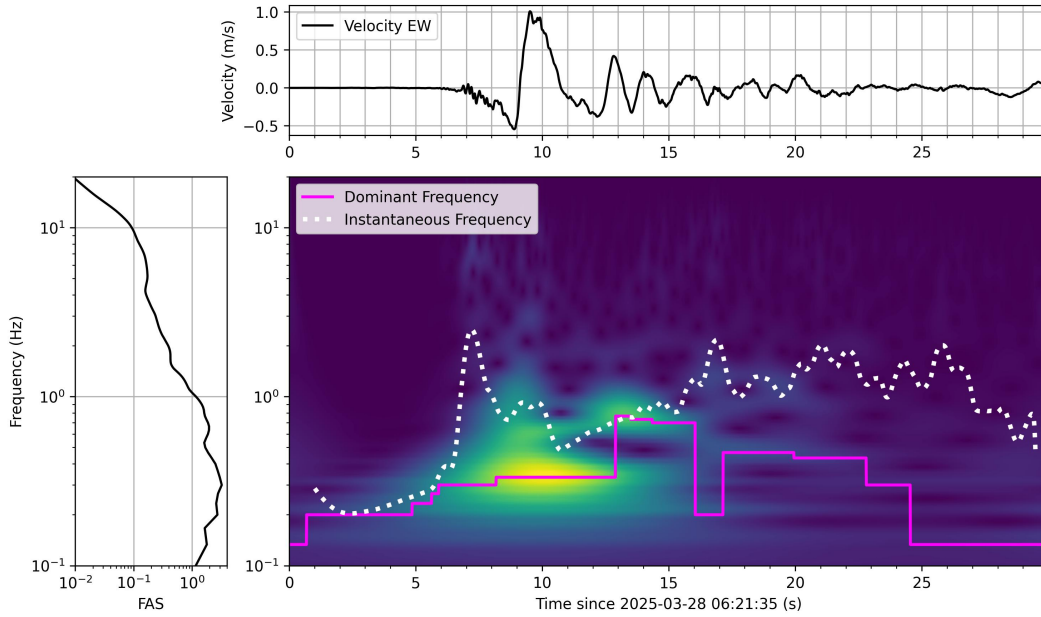 1.0
0.5
0.0
−0.5
Velocity (m/s)
Velocity EW
0 5 10 15 20 25
Dominant Frequency
Instantaneous Frequency
10¹
10⁰
10⁻¹
Frequency (Hz)
10⁻² 10⁻¹ 10⁰
FAS
10¹
10⁰
10⁻¹
0 5 10 15 20 25
Time since 2025-03-28 06:21:35 (s)